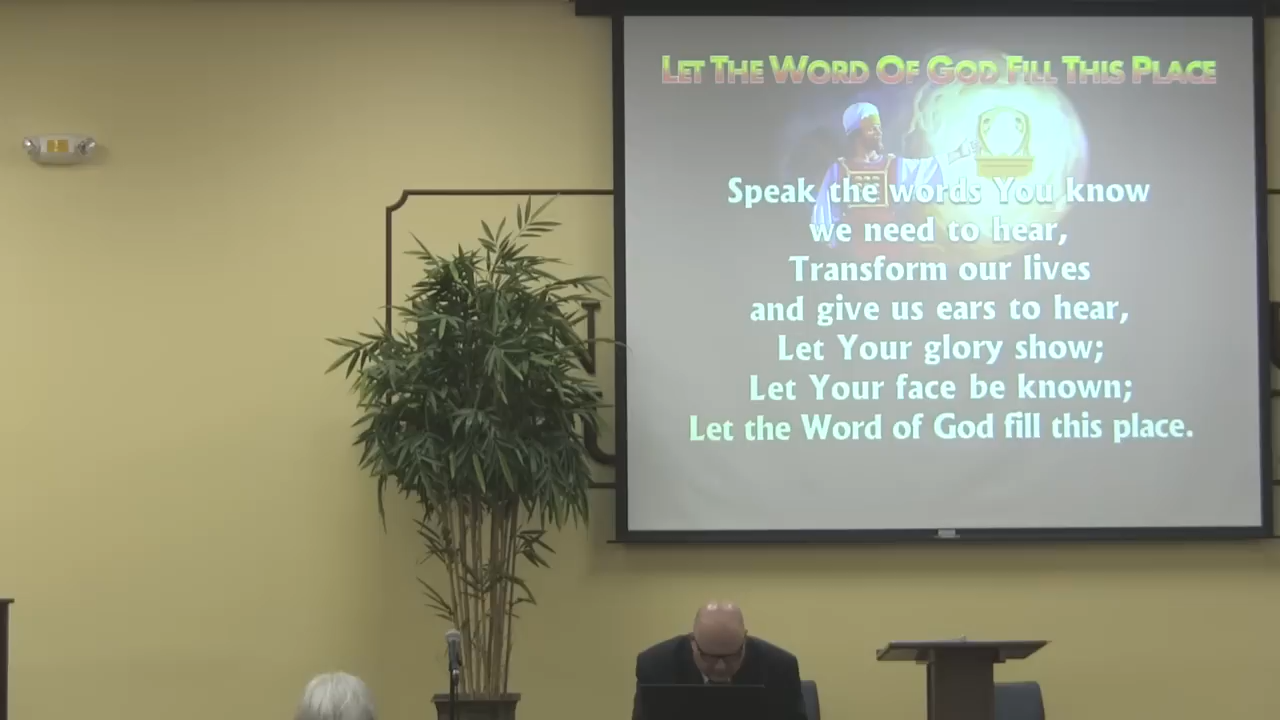 LET THE WORD OF GOD FILL THIS PLACE
Speak the words You know
we need to hear,
Transform our lives
and give us ears to hear,
Let Your glory show;
Let Your face be known;
Let the Word of God fill this place.